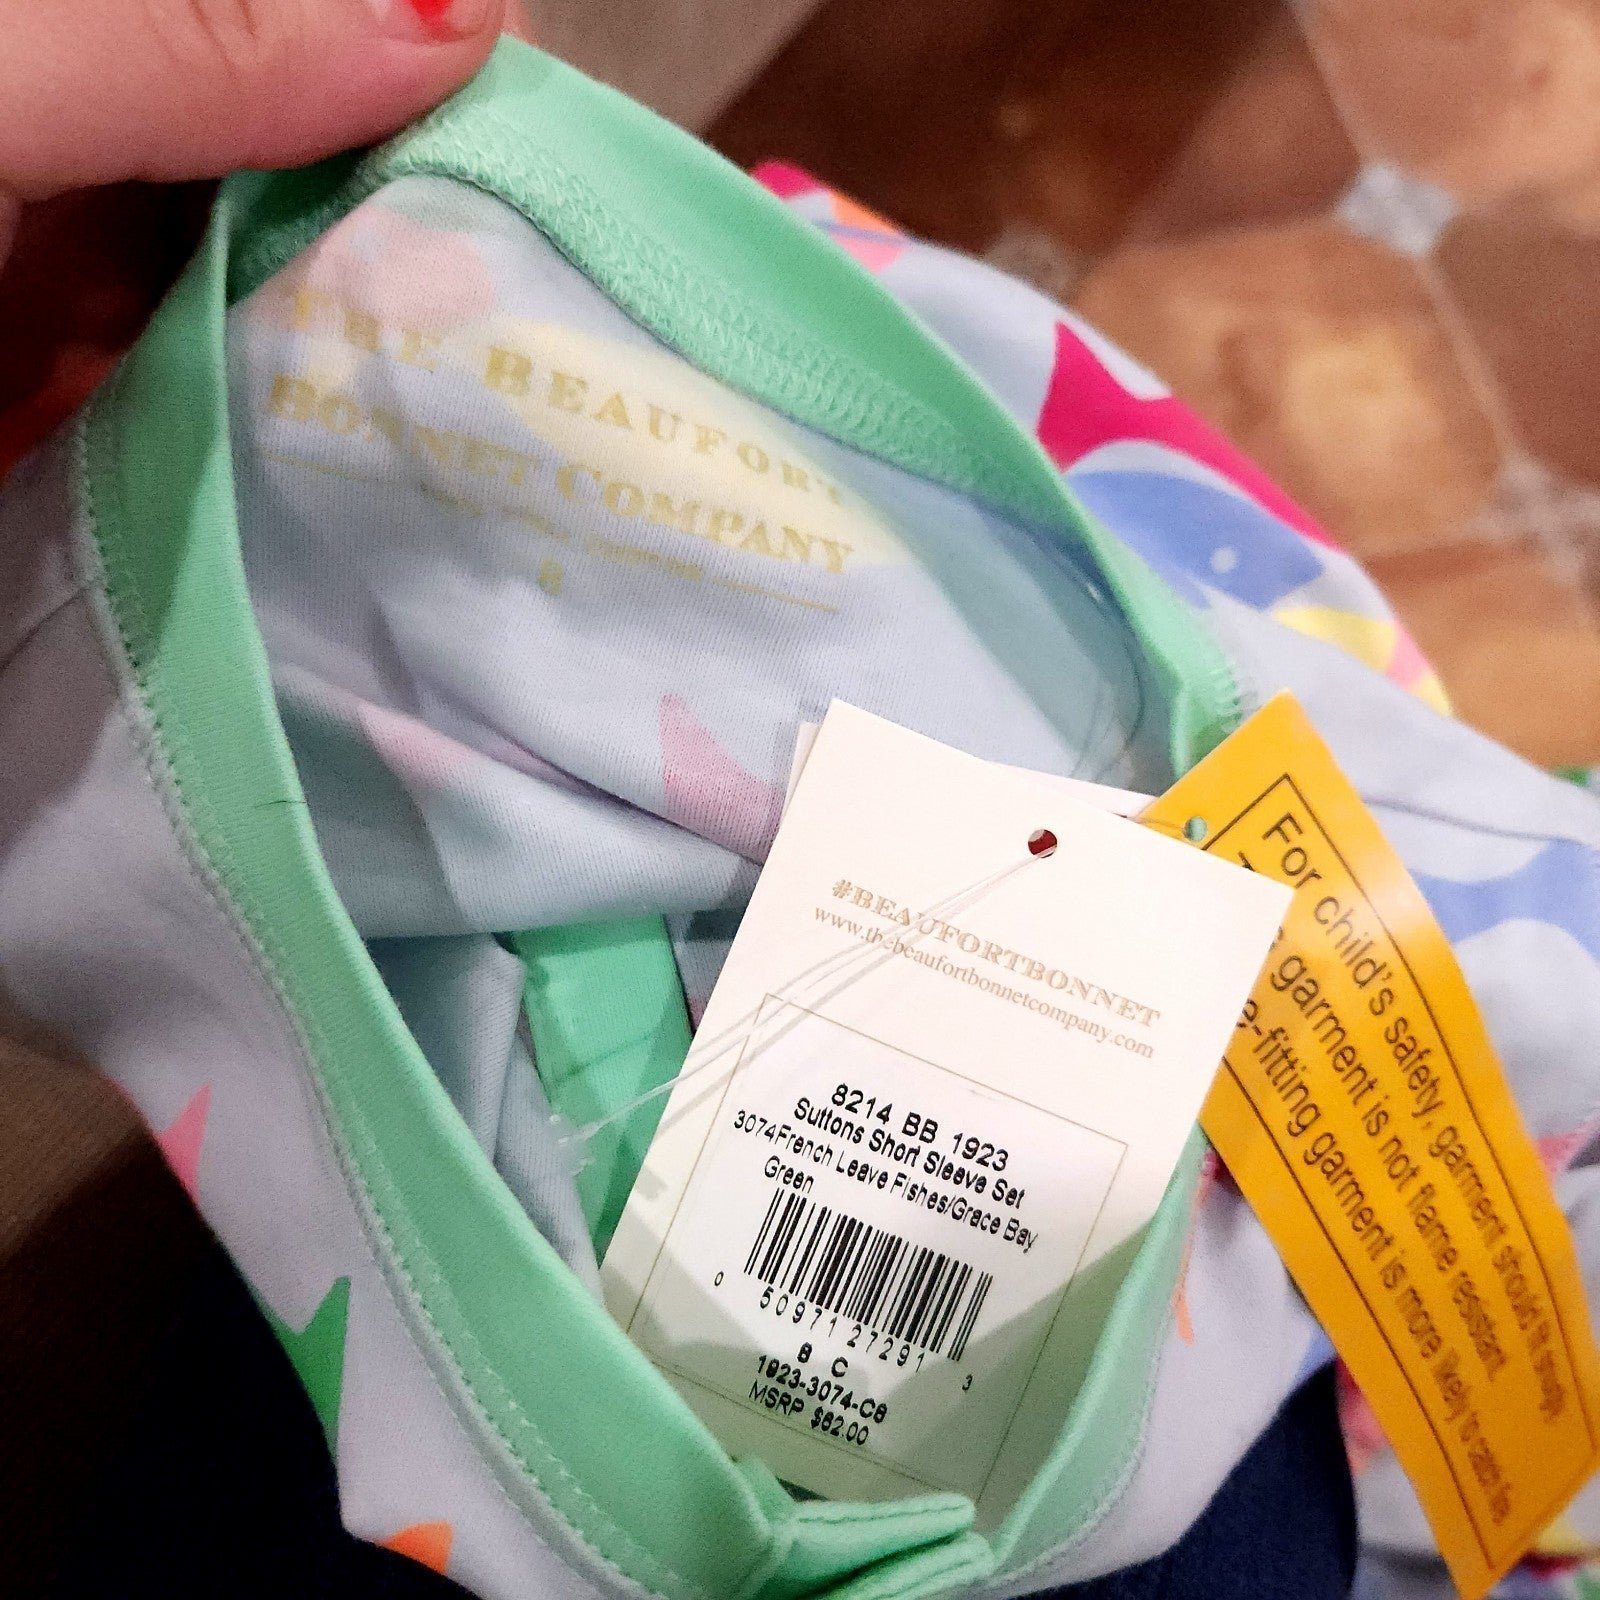 THE BEAUFORT
BONNET COMPANY
8
#BEAUFORTBONNET
www.thebeaufortbonnetcompany.com
8214 BB 1923
Suttons Short Sleeve Set
3074French Leave Fishes/Grace Bay
Green
0 50971 27291 3
8 C
1923-3074-C8
MSRP $62.00
For child's safety, garment should fit snugly.
garment is not flame resistant.
-fitting garment is more likely to catch fire.